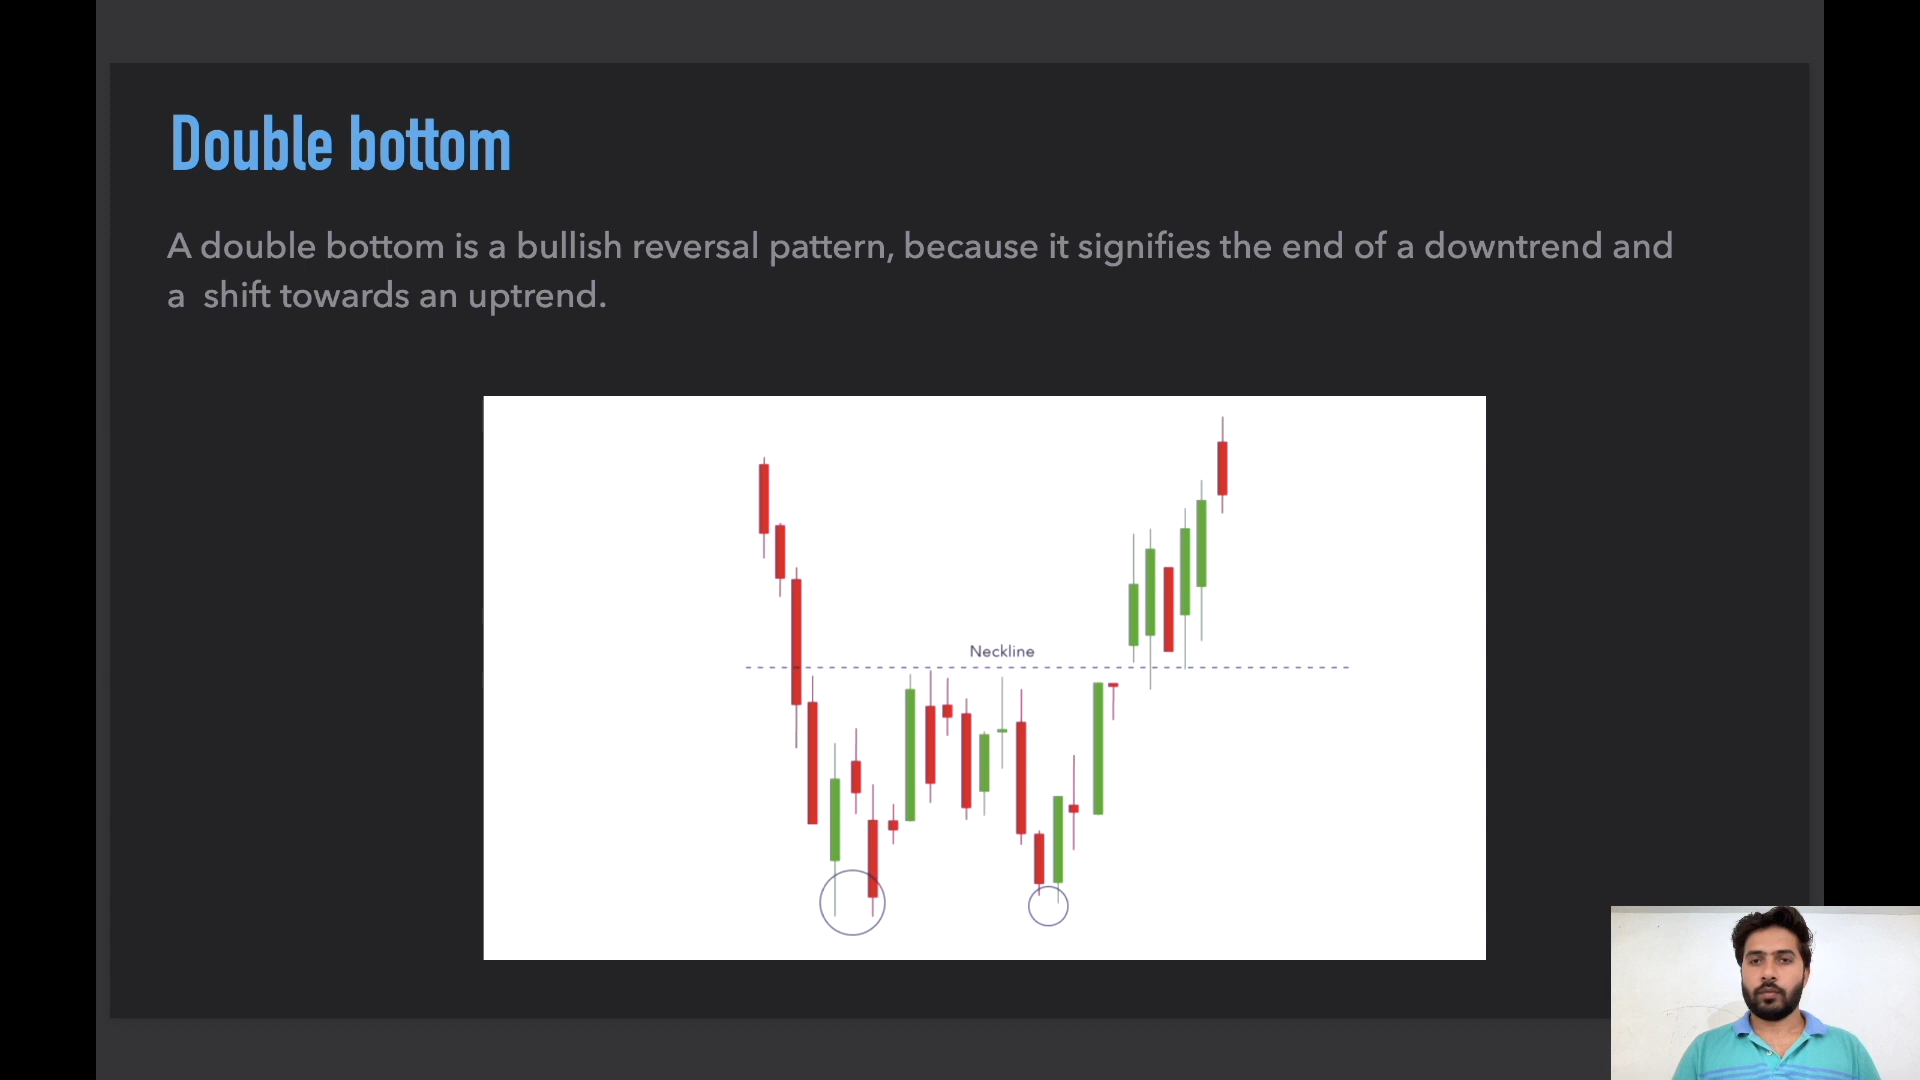 Double bottom
A double bottom is a bullish reversal pattern, because it signifies the end of a downtrend and
a  shift towards an uptrend.
Neckline